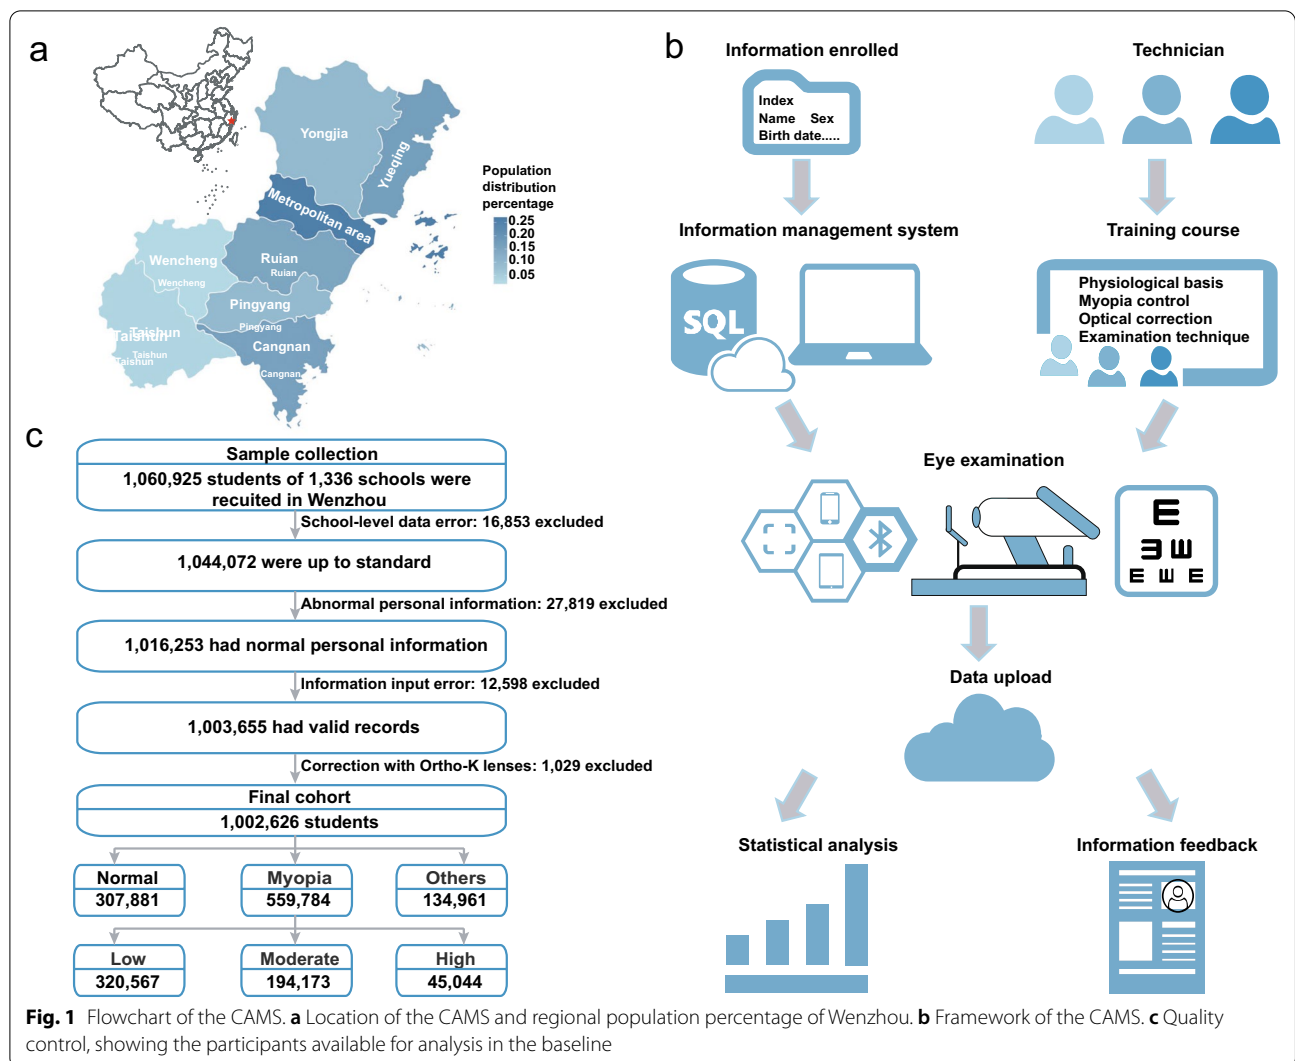 a
Yongjia
Yueqing
Metropolitan area
Wencheng
Wencheng
Ruian
Ruian
Pingyang
Pingyang
Taishun
Taishun
Taishun
Taishun
Cangnan
Cangnan
Population
distribution
percentage
0.25
0.20
0.15
0.10
0.05
b
Information enrolled
Index
Name Sex
Birth date.....
Technician
Information management system
SQL
Training course
Physiological basis
Myopia control
Optical correction
Examination technique
Eye examination
E
E E
E E E
Data upload
Statistical analysis
Information feedback
c
Sample collection
1,060,925 students of 1,336 schools were
recuited in Wenzhou
School-level data error: 16,853 excluded
1,044,072 were up to standard
Abnormal personal information: 27,819 excluded
1,016,253 had normal personal information
Information input error: 12,598 excluded
1,003,655 had valid records
Correction with Ortho-K lenses: 1,029 excluded
Final cohort
1,002,626 students
Normal
307,881
Myopia
559,784
Others
134,961
Low
320,567
Moderate
194,173
High
45,044
Fig. 1 Flowchart of the CAMS. a Location of the CAMS and regional population percentage of Wenzhou. b Framework of the CAMS. c Quality
control, showing the participants available for analysis in the baseline